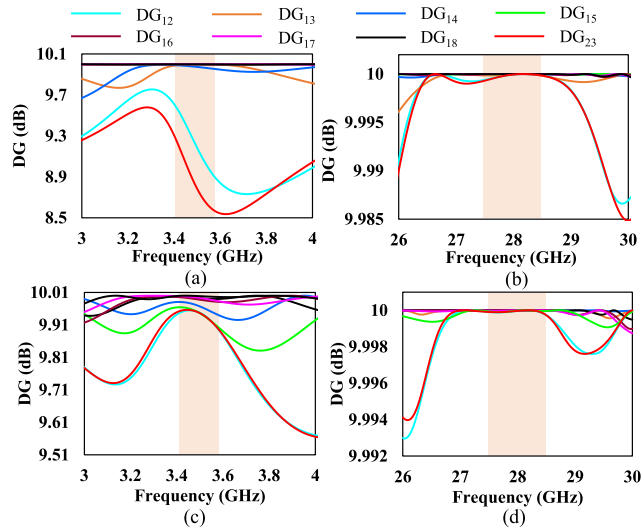 DG12 DG13 DG14 DG15
DG16 DG17 DG18 DG23
10.1
9.7
9.3
8.9
8.5
DG (dB)
3 3.2 3.4 3.6 3.8 4
Frequency (GHz)
(a)
10
9.995
9.99
9.985
DG (dB)
26 27 28 29 30
Frequency (GHz)
(b)
10.01
9.91
9.81
9.71
9.61
9.51
DG (dB)
3 3.2 3.4 3.6 3.8 4
Frequency (GHz)
(c)
10
9.998
9.996
9.994
9.992
DG (dB)
26 27 28 29 30
Frequency (GHz)
(d)